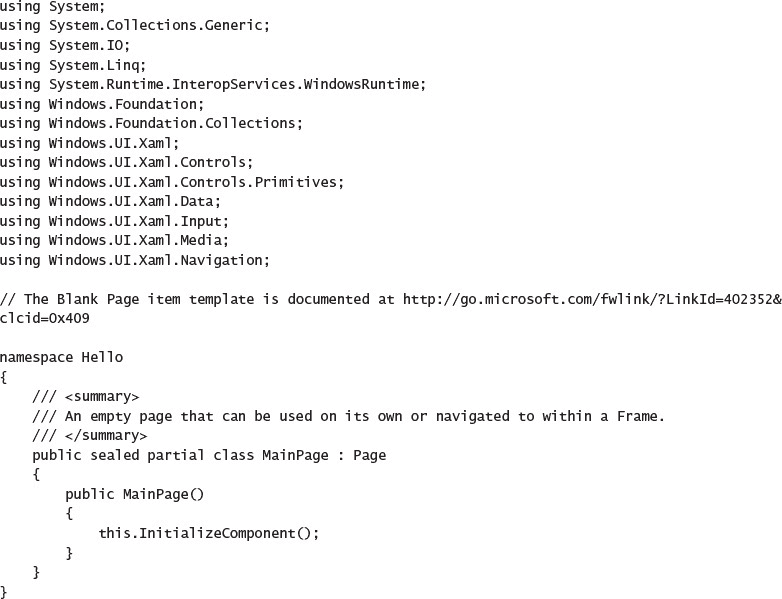 using System;
using System.Collections.Generic;
using System.IO;
using System.Linq;
using System.Runtime.InteropServices.WindowsRuntime;
using Windows.Foundation;
using Windows.Foundation.Collections;
using Windows.UI.Xaml;
using Windows.UI.Xaml.Controls;
using Windows.UI.Xaml.Controls.Primitives;
using Windows.UI.Xaml.Data;
using Windows.UI.Xaml.Input;
using Windows.UI.Xaml.Media;
using Windows.UI.Xaml.Navigation;

// The Blank Page item template is documented at http://go.microsoft.com/fwlink/?LinkId=402352&
clcid=0x409

namespace Hello
{
    /// <summary>
    /// An empty page that can be used on its own or navigated to within a Frame.
    /// </summary>
    public sealed partial class MainPage : Page
    {
        public MainPage()
        {
            this.InitializeComponent();
        }
    }
}